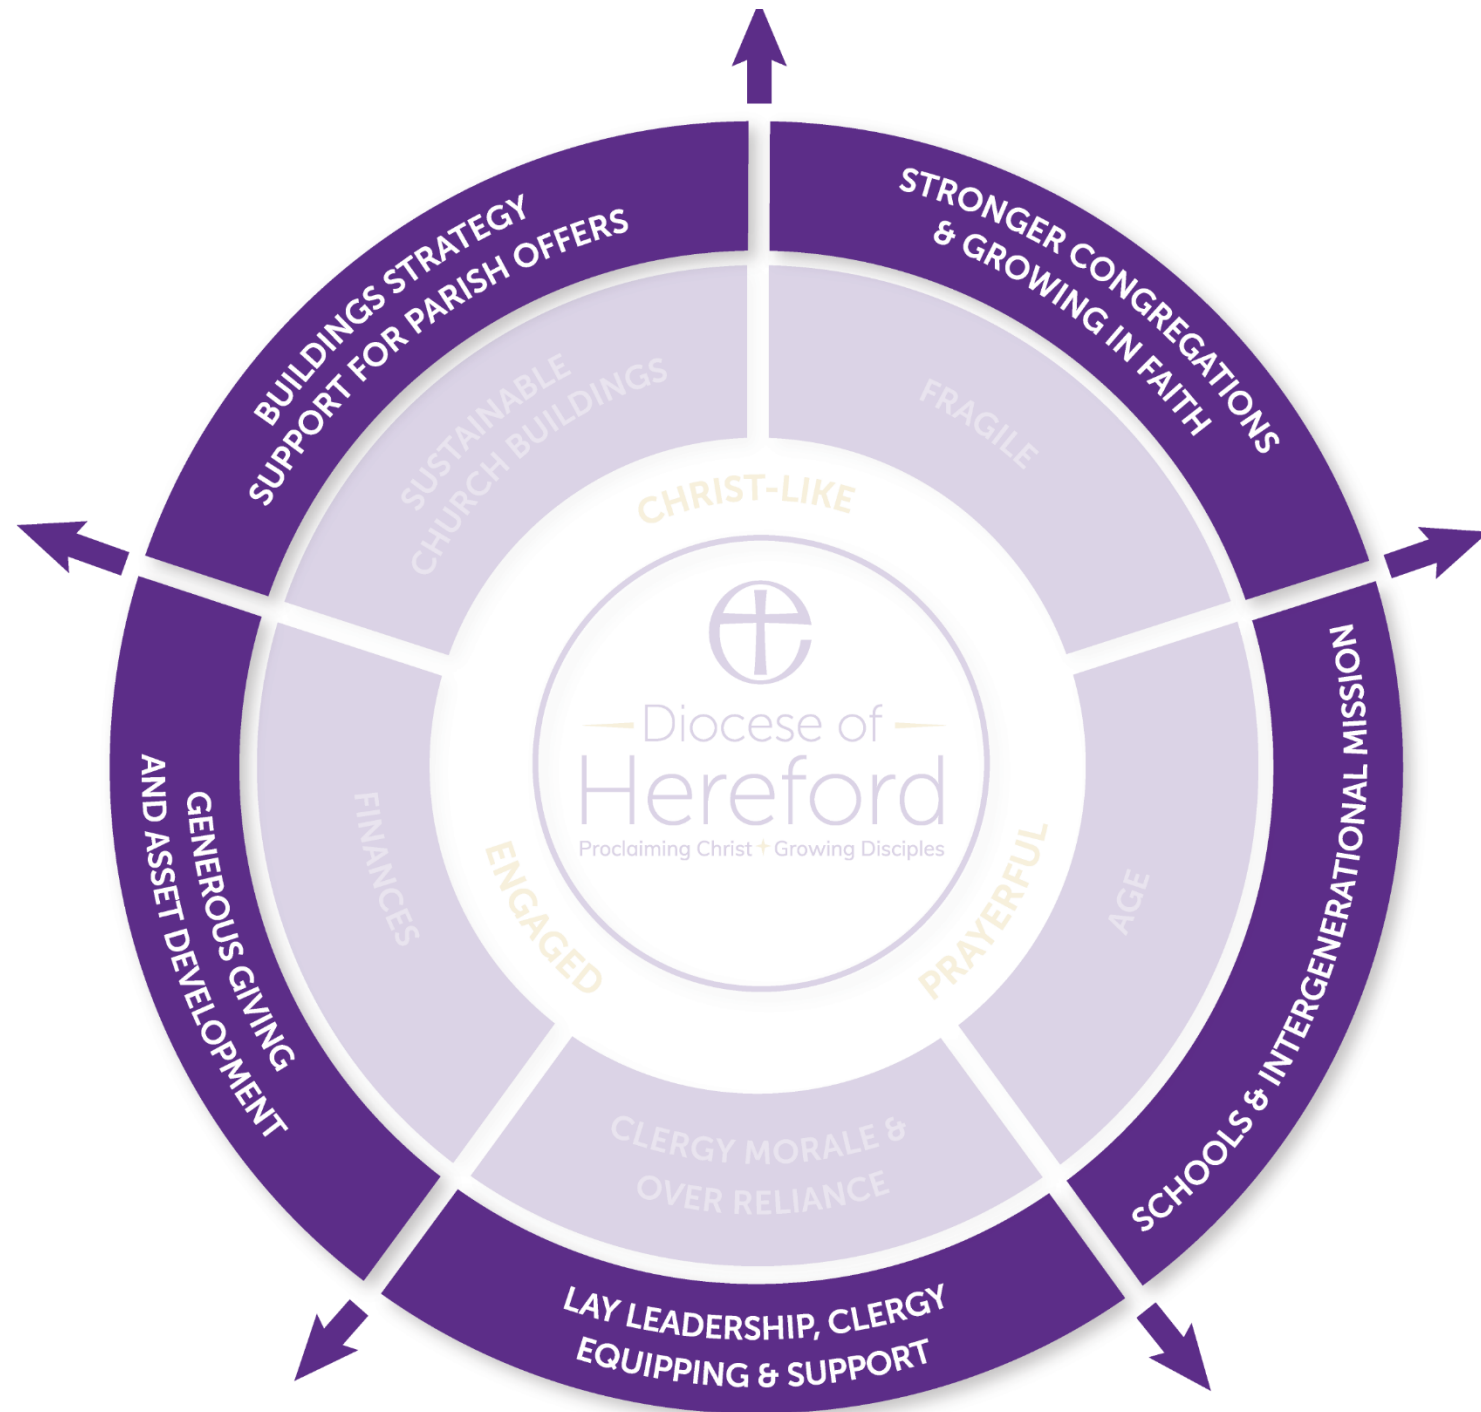 BUILDINGS STRATEGY
SUPPORT FOR PARISH OFFERS
STRONGER CONGREGATIONS
& GROWING IN FAITH
SCHOOLS & INTERGENERATIONAL MISSION
LAY LEADERSHIP, CLERGY
EQUIPPING & SUPPORT
GENEROUS GIVING
AND ASSET DEVELOPMENT
SUSTAINABLE
CHURCH BUILDINGS
FRAGILE
AGE
CLERGY MORALE &
OVER RELIANCE
FINANCES
CHRIST-LIKE
PRAYERFUL
ENGAGED
Diocese of
Hereford
Proclaiming Christ + Growing Disciples